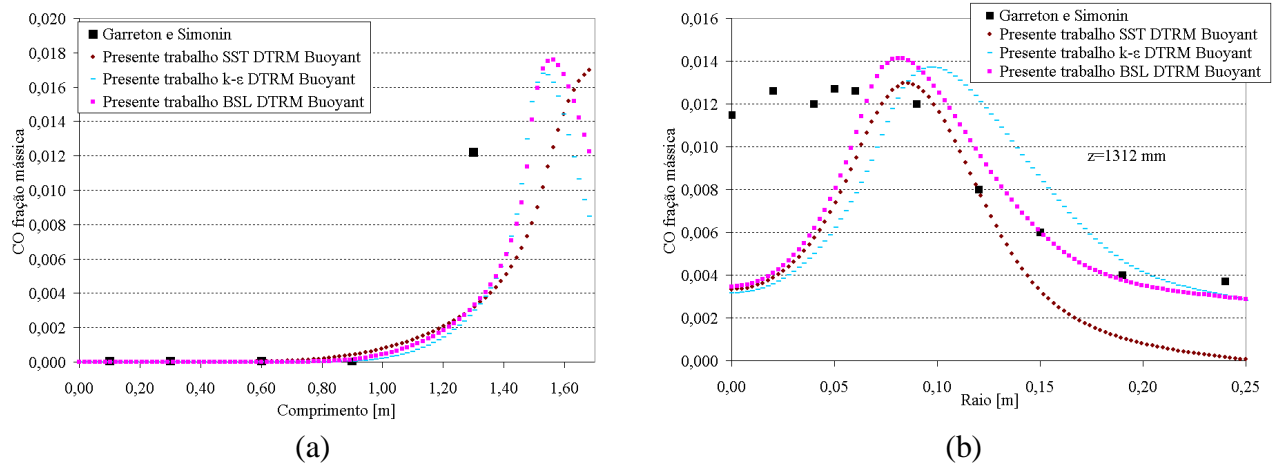 0,020
0,018
0,016
0,014
0,012
0,010
0,008
0,006
0,004
0,002
0,000
CO fração mássica
Garreton e Simonin
Presente trabalho SST DTRM Buoyant
Presente trabalho k-ε DTRM Buoyant
Presente trabalho BSL DTRM Buoyant
0,00 0,20 0,40 0,60 0,80 1,00 1,20 1,40 1,60
Comprimento [m]
(a)
0,016
0,014
0,012
0,010
0,008
0,006
0,004
0,002
0,000
CO fração mássica
Garreton e Simonin
Presente trabalho SST DTRM Buoyant
Presente trabalho k-ε DTRM Buoyant
Presente trabalho BSL DTRM Buoyant
z=1312 mm
0,00 0,05 0,10 0,15 0,20 0,25
Raio [m]
(b)